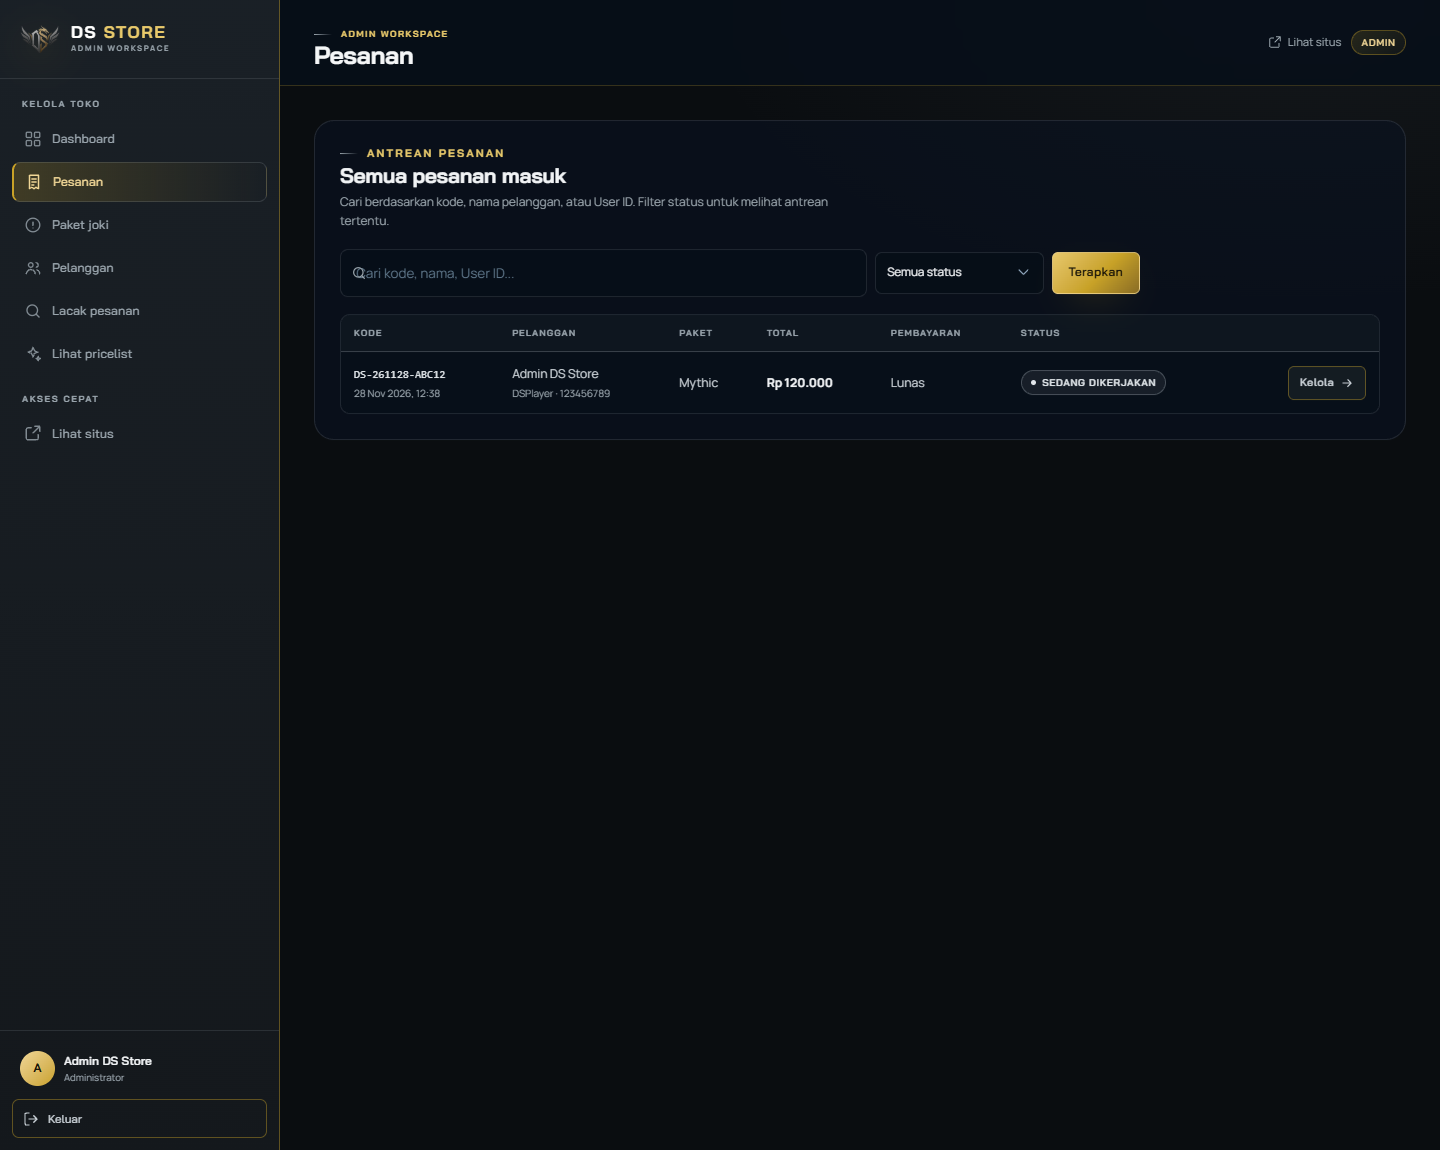 DS STORE
ADMIN WORKSPACE
KELOLA TOKO
Dashboard
Pesanan
Paket joki
Pelanggan
Lacak pesanan
Lihat pricelist
AKSES CEPAT
Lihat situs
A
Admin DS Store
Administrator
Keluar
ADMIN WORKSPACE
Pesanan
Lihat situs
ADMIN
ANTREAN PESANAN
Semua pesanan masuk
Cari berdasarkan kode, nama pelanggan, atau User ID. Filter status untuk melihat antrean
tertentu.
Cari kode, nama, User ID...
Semua status
Terapkan
KODE PELANGGAN PAKET TOTAL PEMBAYARAN STATUS
DS-261128-ABC12 Admin DS Store Mythic Rp 120.000 Lunas SEDANG DIKERJAKAN Kelola
28 Nov 2026, 12:38 DSPlayer · 123456789